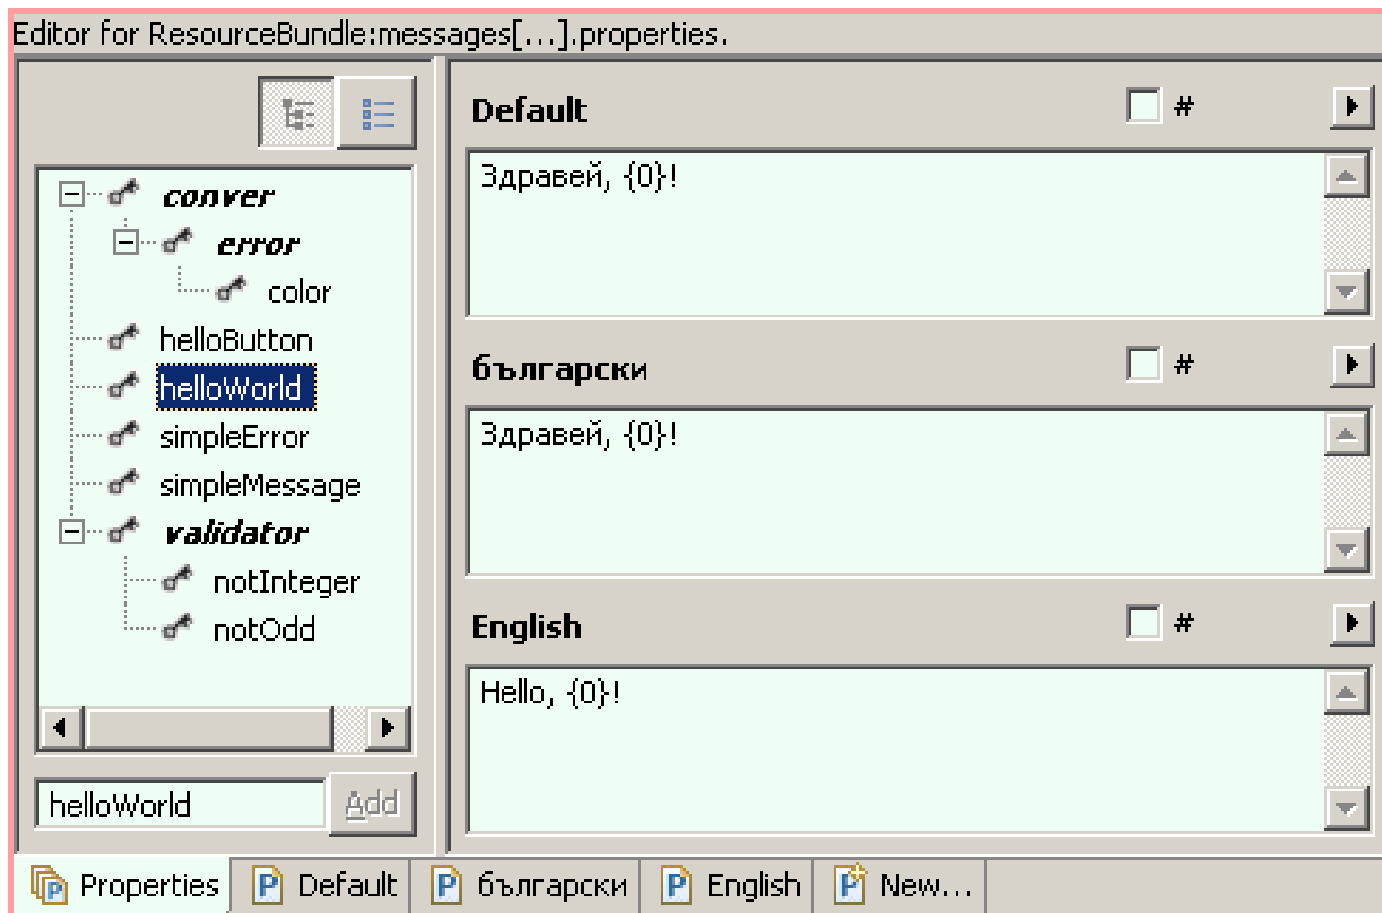 Editor for ResourceBundle:messages[...].properties.
conver
error
color
helloButton
helloWorld
simpleError
simpleMessage
validator
notInteger
notOdd
helloWorld
Add
Default #
Здравей, {0}!
български #
Здравей, {0}!
English #
Hello, {0}!
Properties Default български English New...